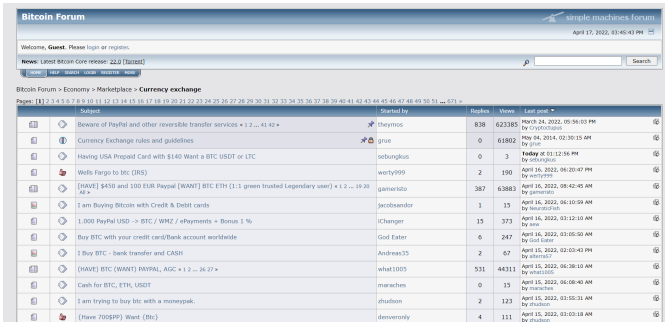 Bitcoin Forum
simple machines forum
April 17, 2022, 03:45:43 PM
Welcome, Guest. Please login or register.
News: Latest Bitcoin Core release: 22.0 [Torrent]
Search
HOME HELP SEARCH LOGIN REGISTER MORE
Bitcoin Forum > Economy > Marketplace > Currency exchange
Pages: [1] 2 3 4 5 6 7 8 9 10 11 12 13 14 15 16 17 18 19 20 21 22 23 24 25 26 27 28 29 30 31 32 33 34 35 36 37 38 39 40 41 42 43 44 45 46 47 48 49 50 51 ... 671 >
Subject Started by Replies Views Last post
Beware of PayPal and other reversible transfer services « 1 2 ... 41 42 » theymos 838 623385 March 24, 2022, 05:56:03 PM
by Cryptoctupus
Currency Exchange rules and guidelines grue 0 61802 May 04, 2014, 02:30:15 AM
by grue
Having USA Prepaid Card with $140 Want a BTC USDT or LTC sebungkus 0 3 Today at 01:12:56 PM
by sebungkus
Wells Fargo to btc (IRS) werty999 2 190 April 16, 2022, 06:20:47 PM
by werty999
[HAVE] $450 and 100 EUR Paypal [WANT] BTC ETH (1:1 green trusted Legendary user) « 1 2 ... 19 20 gameristo 387 63883 April 16, 2022, 08:42:45 AM
All » by gameristo
I am Buying Bitcoin with Credit & Debit cards jacobsandor 1 15 April 16, 2022, 06:10:59 AM
by NeuroticFish
1.000 PayPal USD -> BTC / WMZ / ePayments + Bonus 1 % iChanger 15 373 April 16, 2022, 03:12:10 AM
by aew
Buy BTC with your credit card/Bank account worldwide God Eater 6 247 April 16, 2022, 03:05:50 AM
by God Eater
I Buy BTC - bank transfer and CASH Andreas35 2 67 April 15, 2022, 02:03:43 PM
by alterra57
(HAVE) BTC (WANT) PAYPAL, AGC « 1 2 ... 26 27 » what1005 531 44311 April 15, 2022, 06:38:10 AM
by what1005
Cash for BTC, ETH, USDT maraches 0 15 April 15, 2022, 06:08:40 AM
by maraches
I am trying to buy btc with a moneypak. zhudson 2 123 April 15, 2022, 03:55:31 AM
by zhudson
{Have 700$PP} Want {Btc} denveronly 4 111 April 15, 2022, 03:03:18 AM
by zhudson